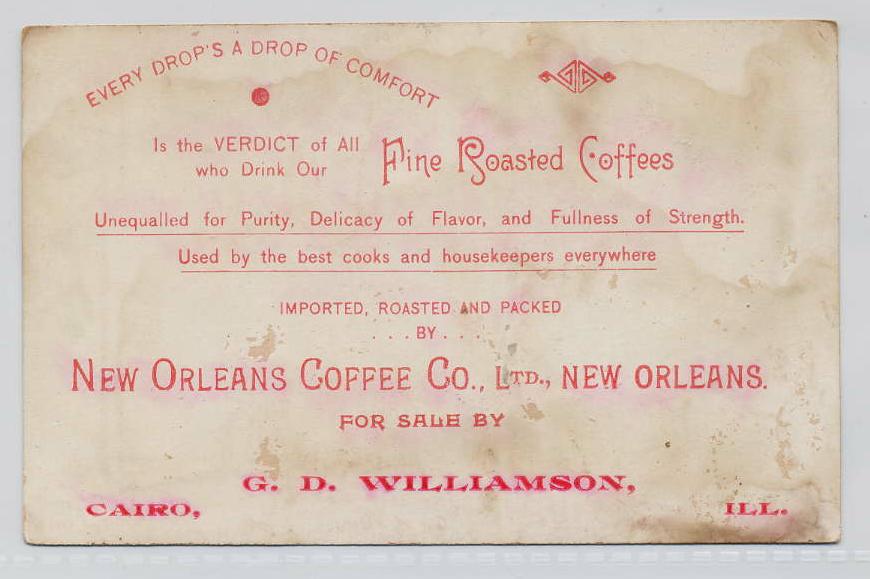 EVERY DROP'S A DROP OF COMFORT
Is the VERDICT of All
who Drink Our
Fine Roasted Coffees
Unequalled for Purity, Delicacy of Flavor, and Fullness of Strength.
Used by the best cooks and housekeepers everywhere
IMPORTED, ROASTED AND PACKED
. . . BY . . .
NEW ORLEANS COFFEE CO., LTD., NEW ORLEANS.
FOR SALE BY
G. D. WILLIAMSON,
CAIRO, ILL.